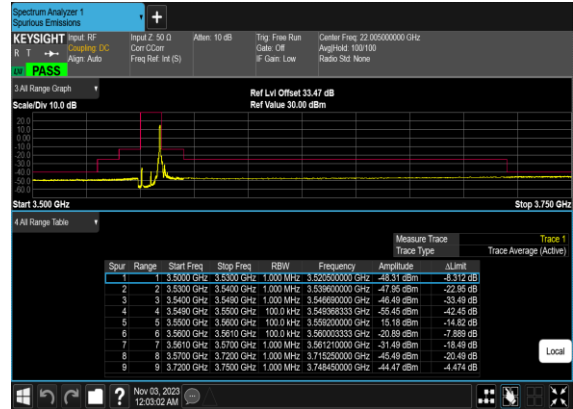 Spectrum Analyzer 1
Spurious Emissions
KEYSIGHT Input: RF Input Z: 50 Ω Atten: 10 dB Trig: Free Run Center Freq: 22.005000000 GHz
R T Coupling: DC Corr CCorr Gate: Off Avg|Hold: 100/100
Align: Auto Freq Ref: Int (S) IF Gain: Low Radio Std: None
PASS
3 All Range Graph
Ref Lvl Offset 33.47 dB
Scale/Div 10.0 dB Ref Value 30.00 dBm
20.0
10.0
0.00
-10.0
-20.0
-30.0
-40.0
-50.0
-60.0
Start 3.500 GHz Stop 3.750 GHz
4 All Range Table
Measure Trace Trace 1
Trace Type Trace Average (Active)
Spur Range Start Freq Stop Freq RBW Frequency Amplitude ΔLimit
1 1 3.5000 GHz 3.5300 GHz 1.000 MHz 3.520500000 GHz -48.31 dBm -8.312 dB
2 2 3.5300 GHz 3.5400 GHz 1.000 MHz 3.539600000 GHz -47.95 dBm -22.95 dB
3 3 3.5400 GHz 3.5490 GHz 1.000 MHz 3.546690000 GHz -46.49 dBm -33.49 dB
4 4 3.5490 GHz 3.5500 GHz 100.0 kHz 3.549368333 GHz -55.45 dBm -42.45 dB
5 5 3.5500 GHz 3.5600 GHz 100.0 kHz 3.559200000 GHz 15.18 dBm -14.82 dB
6 6 3.5600 GHz 3.5610 GHz 100.0 kHz 3.560003333 GHz -20.89 dBm -7.889 dB
7 7 3.5610 GHz 3.5700 GHz 1.000 MHz 3.561210000 GHz -31.49 dBm -18.49 dB
8 8 3.5700 GHz 3.7200 GHz 1.000 MHz 3.715250000 GHz -45.49 dBm -20.49 dB
9 9 3.7200 GHz 3.7500 GHz 1.000 MHz 3.748450000 GHz -44.47 dBm -4.474 dB
Local
Nov 03, 2023
12:03:02 AM